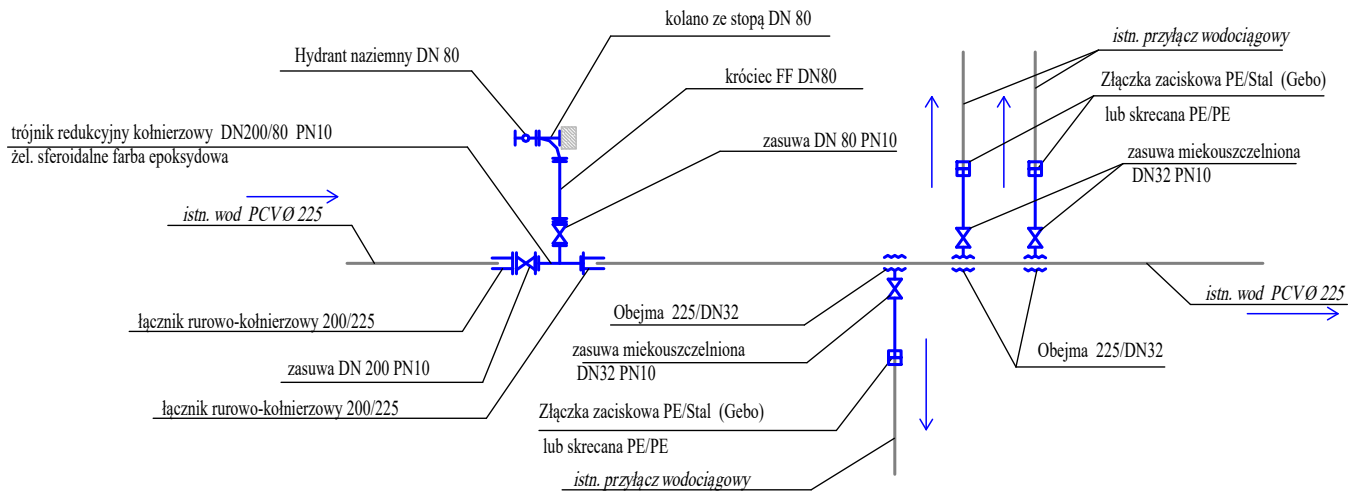 kolano ze stopą DN 80
Hydrant naziemny DN 80
króciec FF DN80
trójnik redukcyjny kołnierzowy DN200/80 PN10
żel. sferoidalne farba epoksydowa
zasuwa DN 80 PN10
istn. przyłącz wodociągowy
Złączka zaciskowa PE/Stal (Gebo)
lub skrecana PE/PE
zasuwa miekouszczelniona
DN32 PN10
istn. wod PCVØ 225
istn. wod PCVØ 225
łącznik rurowo-kołnierzowy 200/225
zasuwa DN 200 PN10
łącznik rurowo-kołnierzowy 200/225
Obejma 225/DN32
zasuwa miekouszczelniona
DN32 PN10
Złączka zaciskowa PE/Stal (Gebo)
lub skrecana PE/PE
istn. przyłącz wodociągowy
Obejma 225/DN32